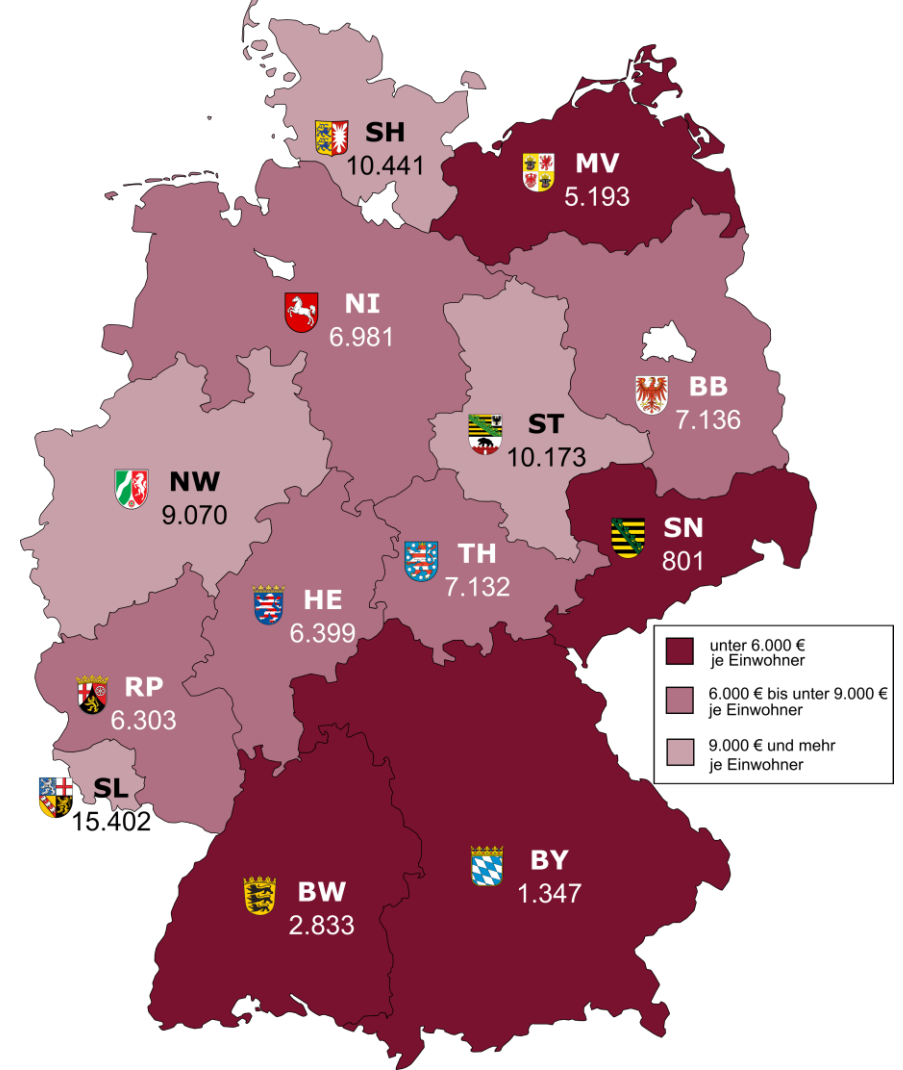 SH
10.441
MV
5.193
NI
6.981
BB
7.136
ST
10.173
NW
9.070
SN
801
TH
7.132
HE
6.399
RP
6.303
SL
15.402
BY
1.347
BW
2.833
unter 6.000 €
je Einwohner
6.000 € bis unter 9.000 €
je Einwohner
9.000 € und mehr
je Einwohner